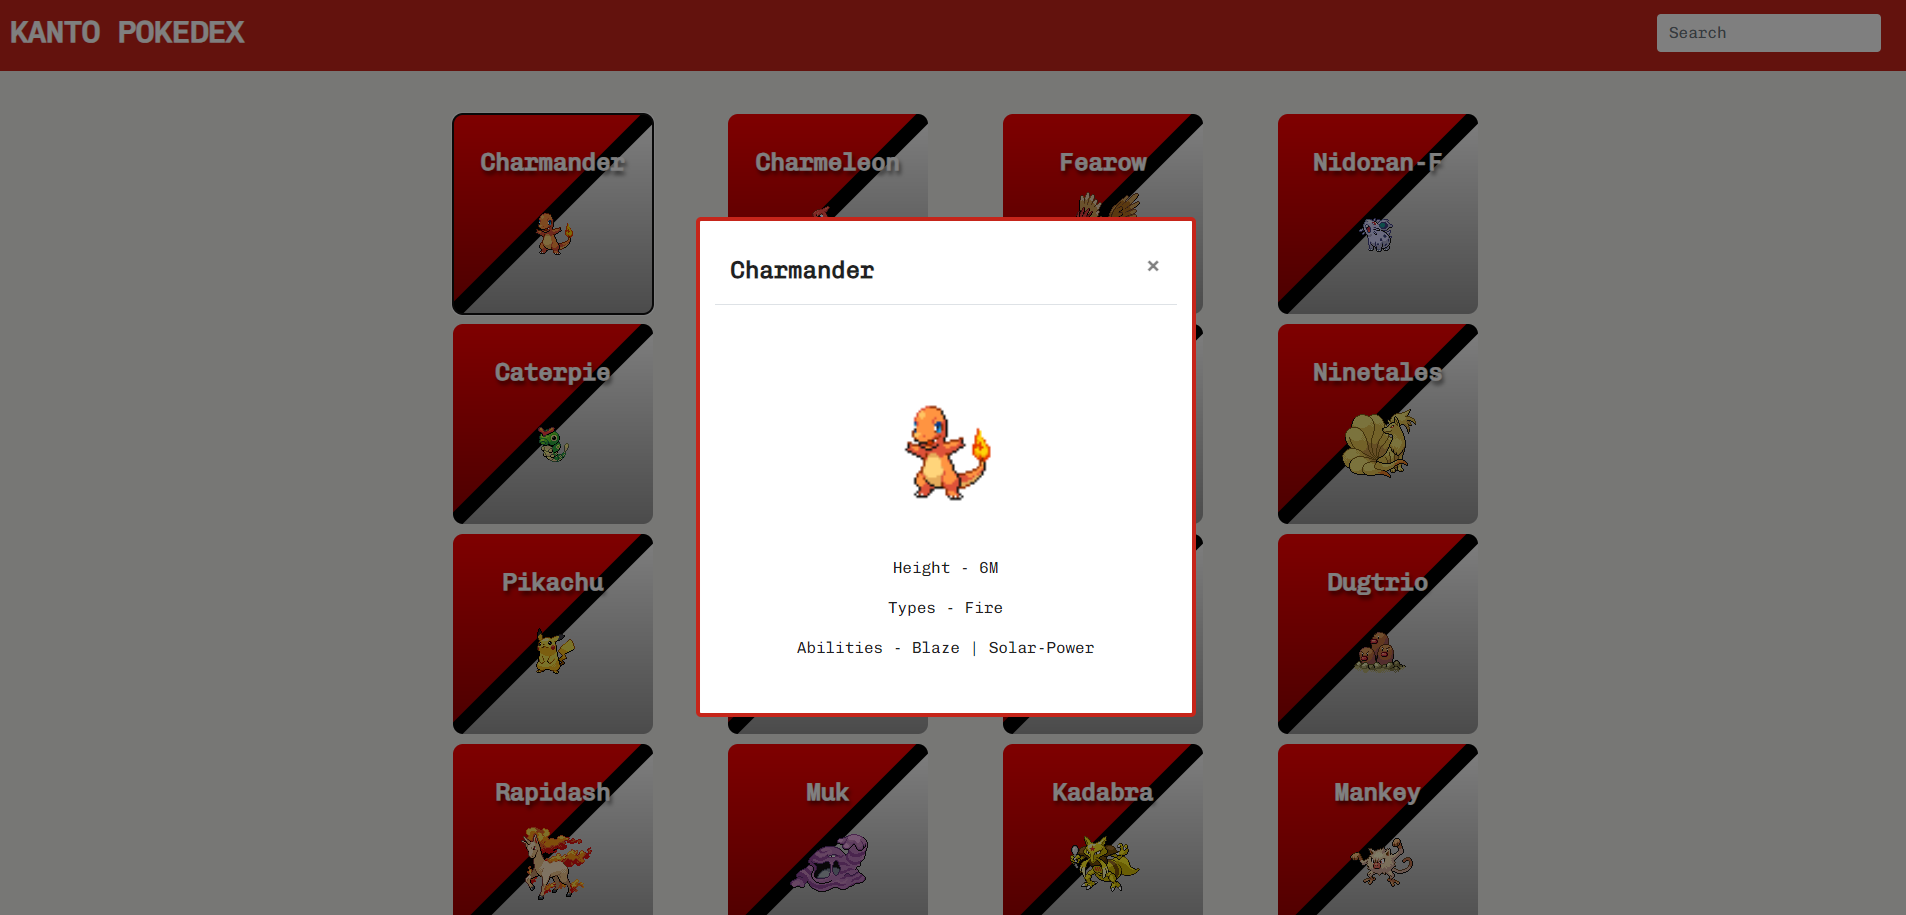 KANTO POKEDEX
Search
Charmander
Charmeleon
Fearow
Nidoran-F
Charmander
×
Height - 6M
Types - Fire
Abilities - Blaze | Solar-Power
Caterpie
Ninetales
Pikachu
Dugtrio
Rapidash
Muk
Kadabra
Mankey